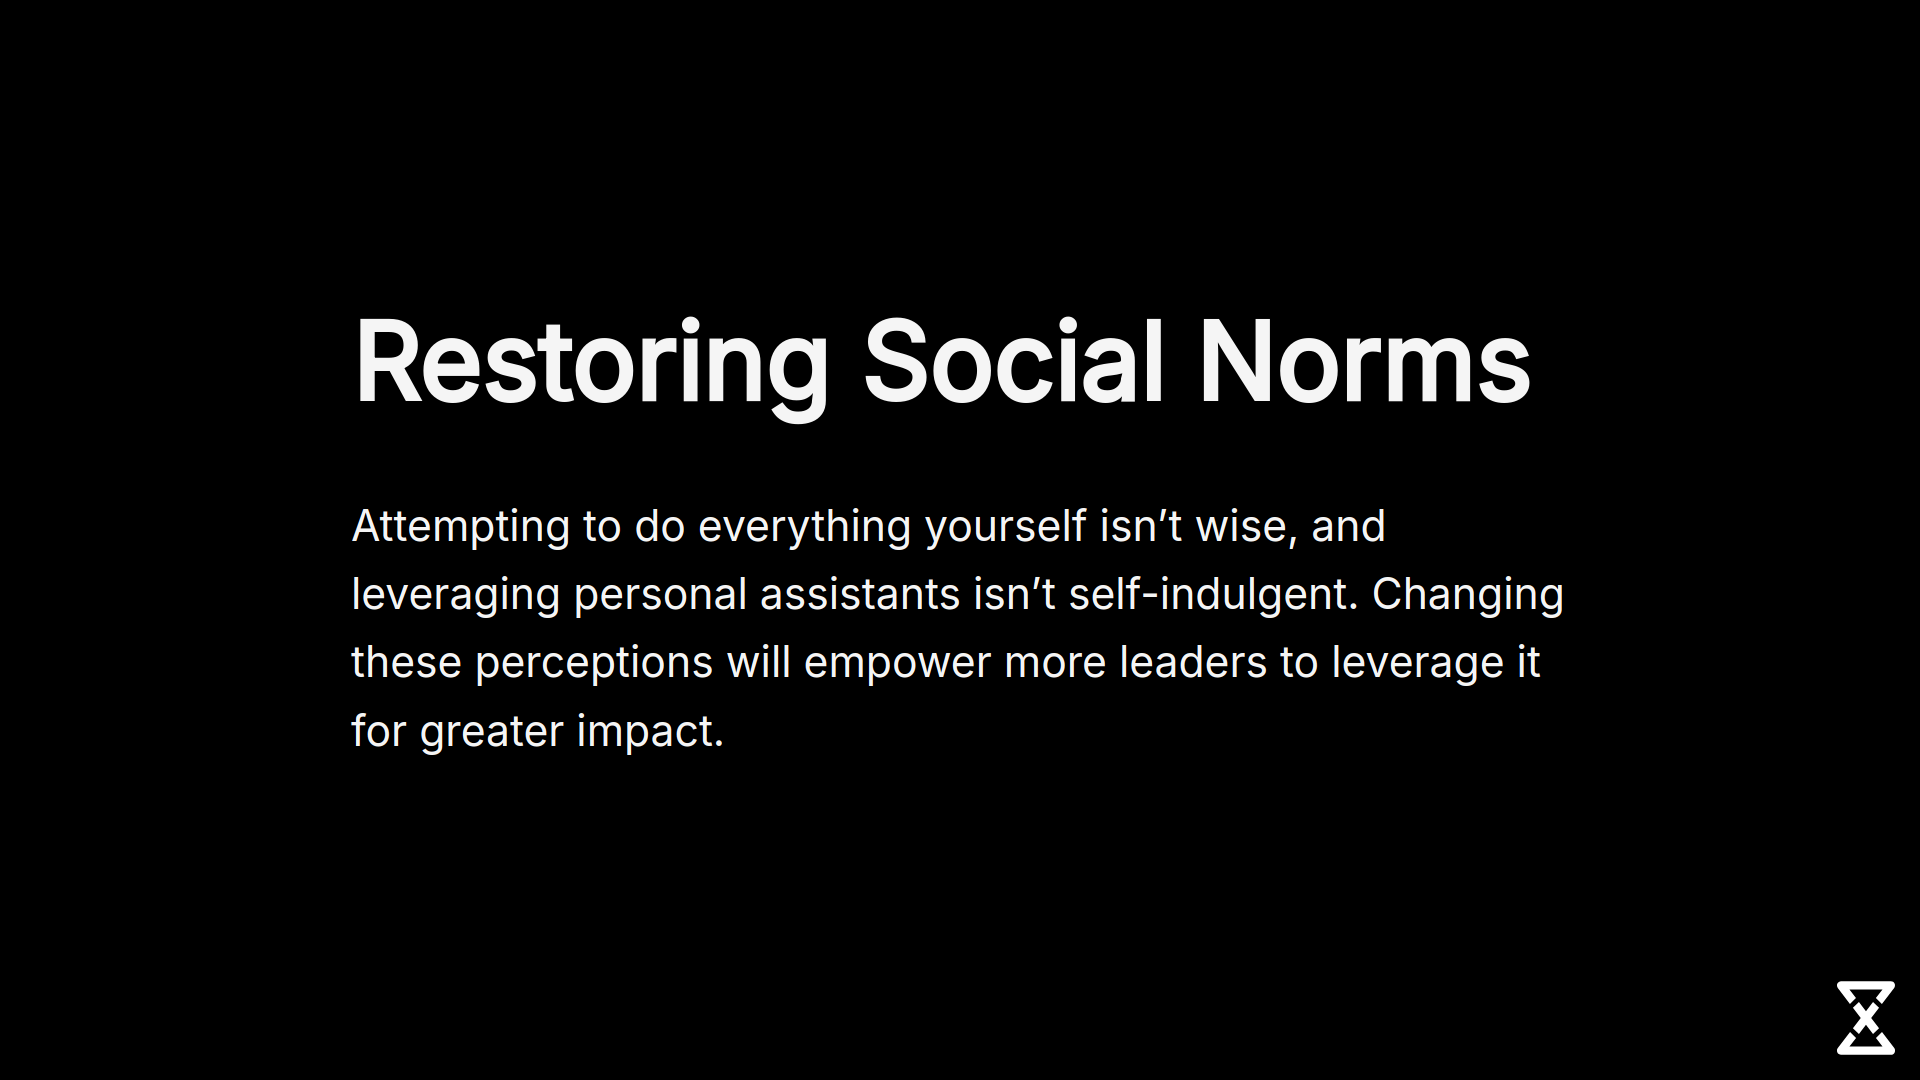 Restoring Social Norms
Attempting to do everything yourself isn’t wise, and
leveraging personal assistants isn’t self-indulgent. Changing
these perceptions will empower more leaders to leverage it
for greater impact.